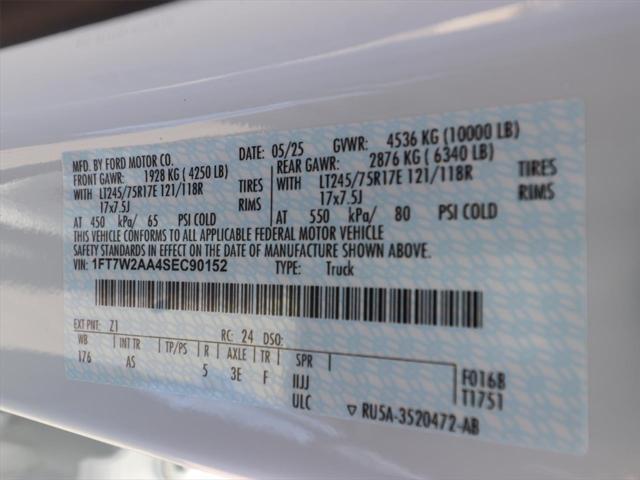 MFD. BY FORD MOTOR CO.
DATE: 05/25 GVWR: 4536 KG (10000 LB)
FRONT GAWR: 1928 KG ( 4250 LB) REAR GAWR: 2876 KG ( 6340 LB)
WITH LT245/75R17E 121/118R TIRES WITH LT245/75R17E 121/118R TIRES
17x7.5J RIMS 17x7.5J RIMS
AT 450 kPa/ 65 PSI COLD AT 550 kPa/ 80 PSI COLD
THIS VEHICLE CONFORMS TO ALL APPLICABLE FEDERAL MOTOR VEHICLE
SAFETY STANDARDS IN EFFECT ON THE DATE OF MANUFACTURE SHOWN ABOVE.
VIN: 1FT7W2AA4SEC90152 TYPE: Truck
EXT PNT: Z1 RC: 24 DSO:
WB INT TR TP/PS R AXLE TR SPR
176 AS 5 3E F IIJJ F0168
ULC T1751
RU5A-3520472-AB